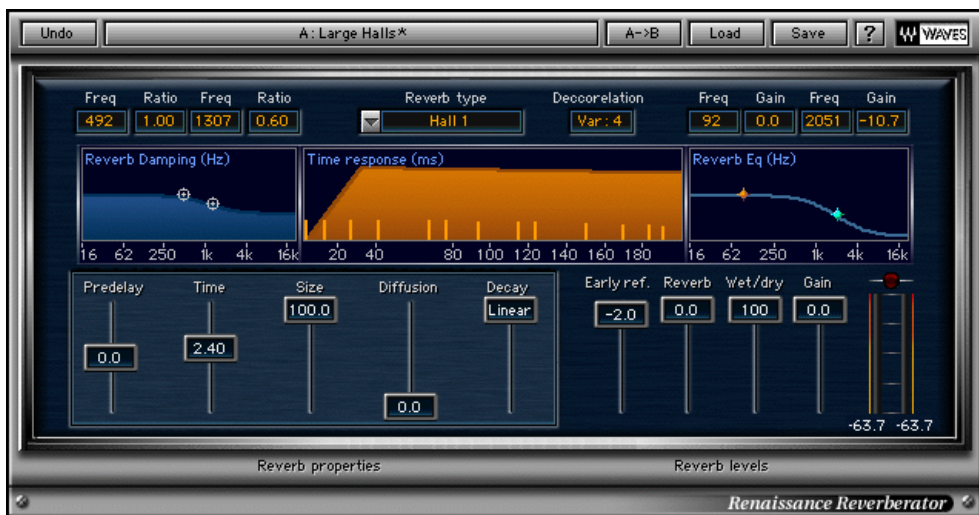 Undo A: Large Halls* A->B Load Save ? WAVES
Freq Ratio Freq Ratio Reverb type Deccorelation Freq Gain Freq Gain
492 1.00 1307 0.60 Hall 1 Var: 4 92 0.0 2051 -10.7
Reverb Damping (Hz) Time response (ms) Reverb Eq (Hz)
16 62 250 1k 4k 16k 20 40 80 100 120 140 160 180 16 62 250 1k 4k 16k
Predelay Time Size Diffusion Decay Early ref. Reverb Wet/dry Gain
100.0 Linear -2.0 0.0 100 0.0
0.0 2.40
0.0
-63.7 -63.7
Reverb properties Reverb levels
Renaissance Reverberator